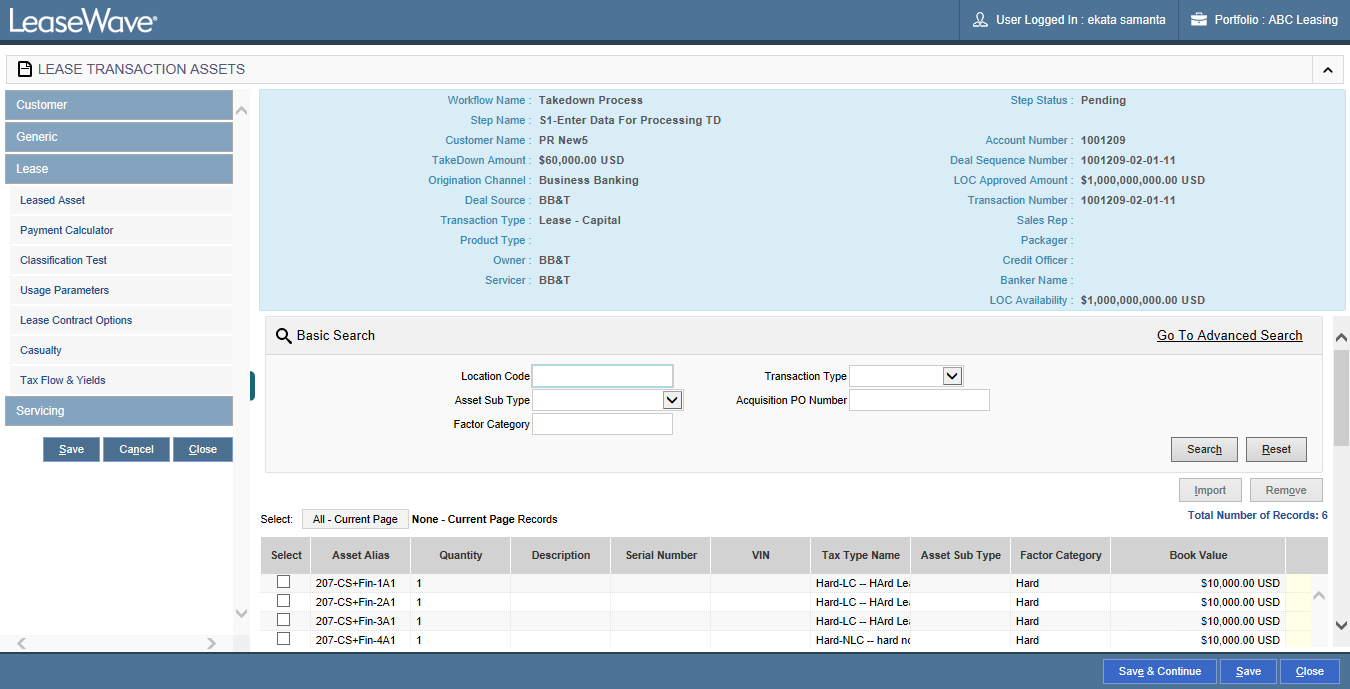 LeaseWave®
User Logged In : ekata samanta
Portfolio : ABC Leasing
LEASE TRANSACTION ASSETS
Customer
Generic
Lease
Leased Asset
Payment Calculator
Classification Test
Usage Parameters
Lease Contract Options
Casualty
Tax Flow & Yields
Servicing
Save Cancel Close
Workflow Name : Takedown Process
Step Status : Pending
Step Name : S1-Enter Data For Processing TD
Customer Name : PR New5
Account Number : 1001209
TakeDown Amount : $60,000.00 USD
Deal Sequence Number : 1001209-02-01-11
Origination Channel : Business Banking
LOC Approved Amount : $1,000,000,000.00 USD
Deal Source : BB&T
Transaction Number : 1001209-02-01-11
Transaction Type : Lease - Capital
Sales Rep :
Product Type :
Packager :
Owner : BB&T
Credit Officer :
Servicer : BB&T
Banker Name :
LOC Availability : $1,000,000,000.00 USD
Basic Search
Go To Advanced Search
Location Code
Transaction Type
Asset Sub Type
Acquisition PO Number
Factor Category
Search Reset
Import Remove
Select: All - Current Page None - Current Page Records
Total Number of Records: 6
Select Asset Alias Quantity Description Serial Number VIN Tax Type Name Asset Sub Type Factor Category Book Value
207-CS+Fin-1A1 1 Hard-LC -- HArd Le Hard $10,000.00 USD
207-CS+Fin-2A1 1 Hard-LC -- HArd Le Hard $10,000.00 USD
207-CS+Fin-3A1 1 Hard-LC -- HArd Le Hard $10,000.00 USD
207-CS+Fin-4A1 1 Hard-NLC -- hard no Hard $10,000.00 USD
Save & Continue Save Close